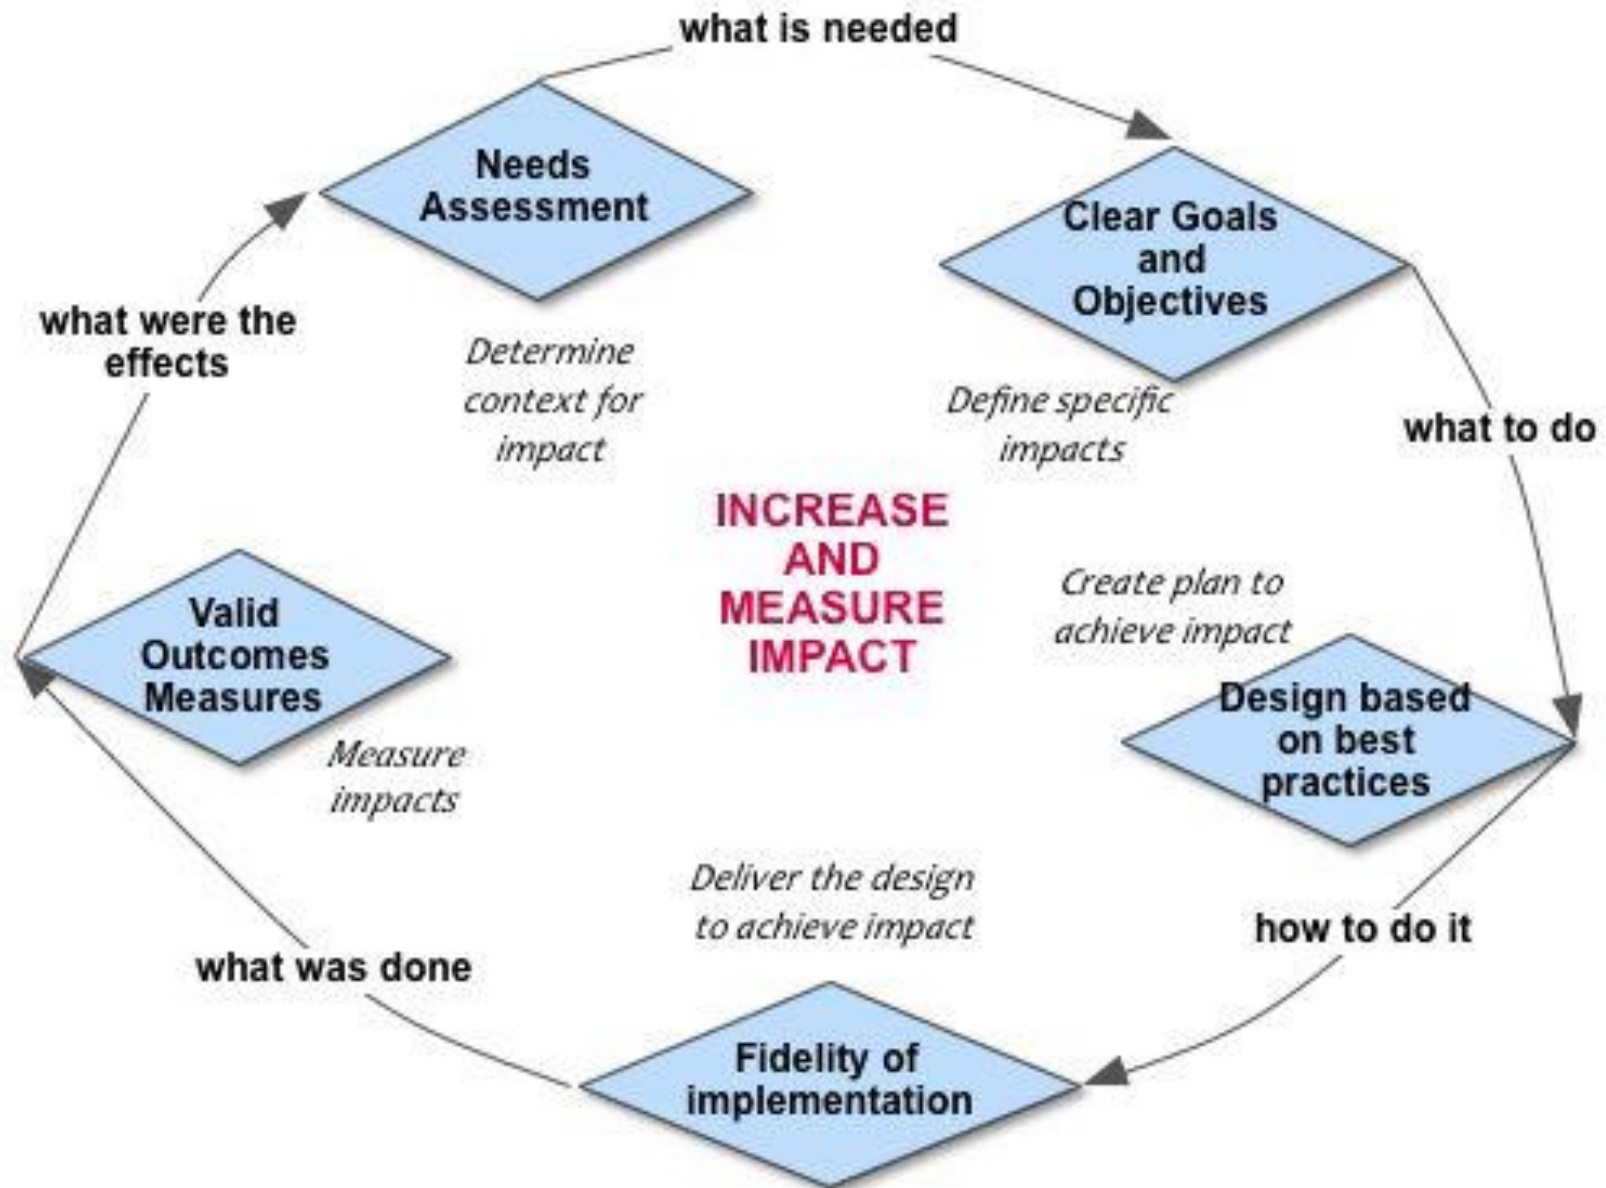 what is needed
Needs
Assessment
Clear Goals
and
Objectives
what were the
effects
Determine
context for
impact
Define specific
impacts
what to do
INCREASE
AND
MEASURE
IMPACT
Create plan to
achieve impact
Valid
Outcomes
Measures
Design based
on best
practices
Measure
impacts
Deliver the design
to achieve impact
how to do it
what was done
Fidelity of
implementation